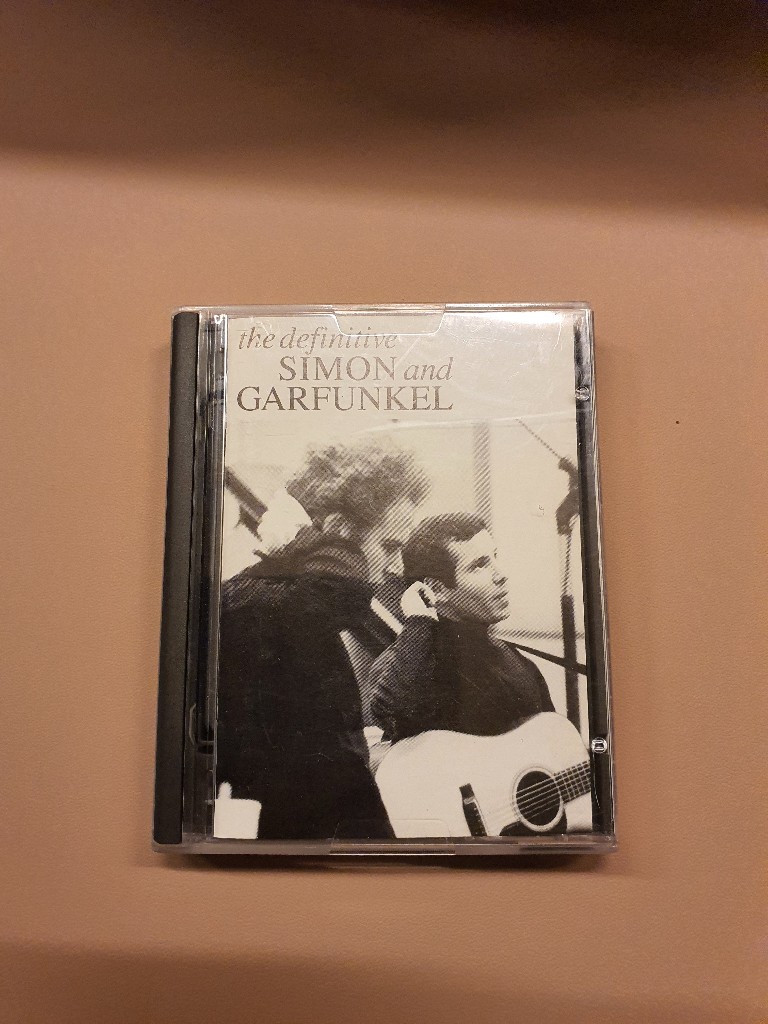 the definitive
SIMON and
GARFUNKEL